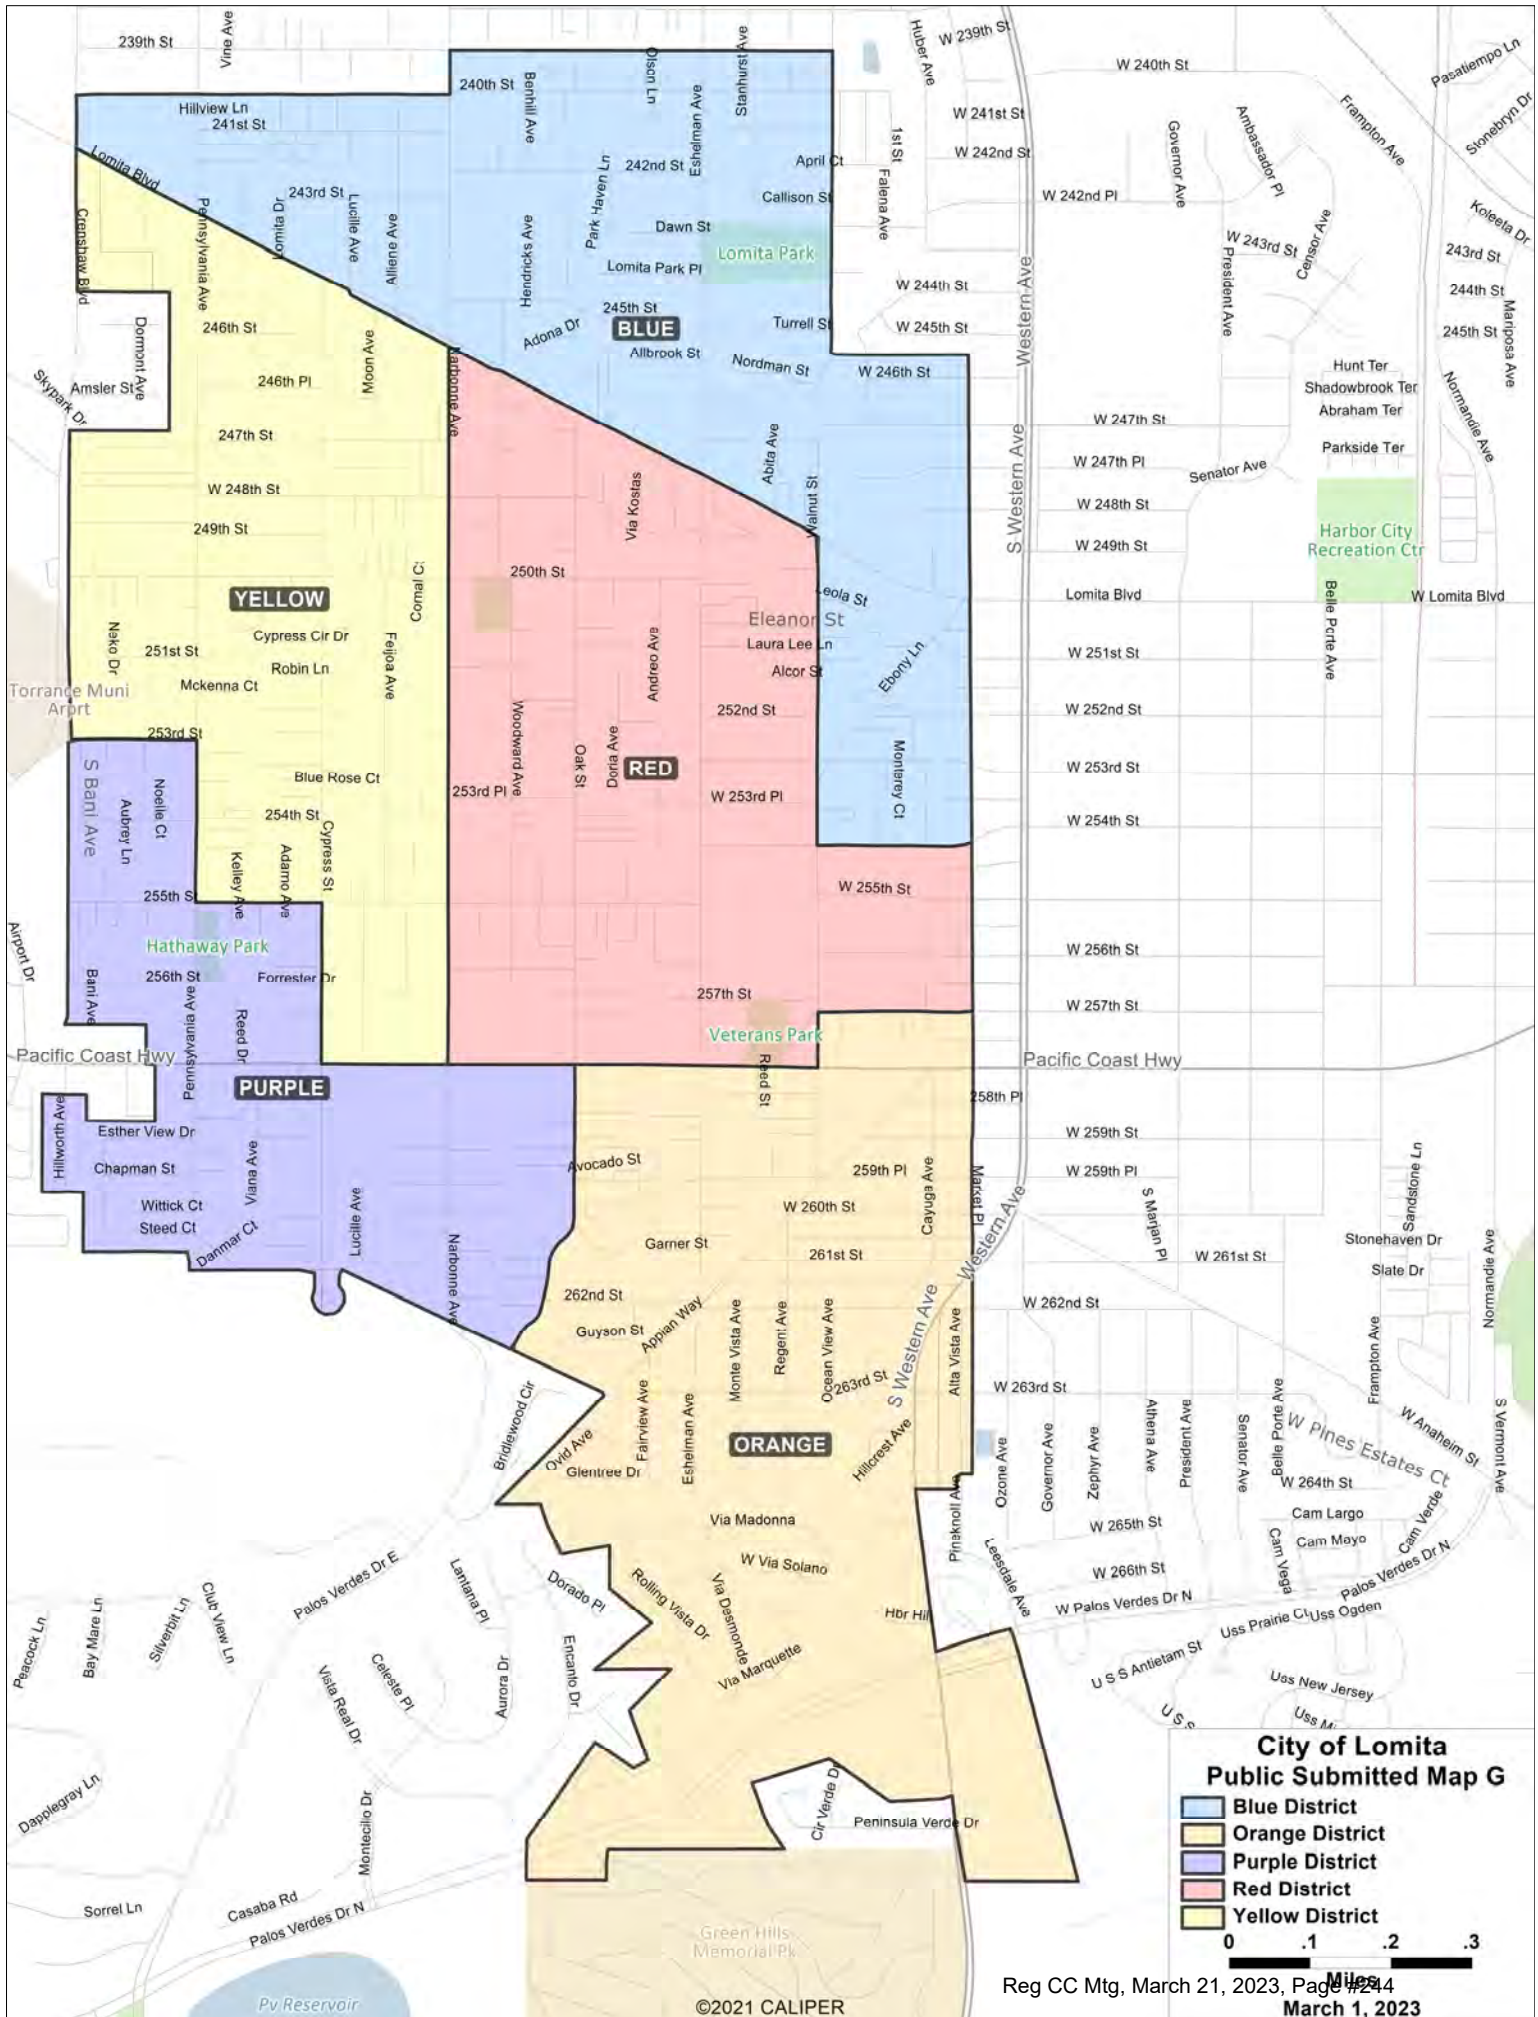 239th St
Vine Ave
Olson Ln
Stanhurst Ave
Huber Ave
W 239th St
W 240th St
Pasatiempo Ln
240th St
Benhill Ave
Eshelman Ave
Hillview Ln
241st St
W 241st St
Ambassador Pl
Frampton Ave
Stonebryn Dr
Governor Ave
1st St
W 242nd St
Lomita Blvd
242nd St
April Ct
Park Haven Ln
Falena Ave
243rd St
Callison St
W 242nd Pl
Crenshaw Blvd
Pennsylvania Ave
Lomita Dr
Lucille Ave
Alliene Ave
Hendricks Ave
Dawn St
Lomita Park
Koleeta Dr
W 243rd St
Censor Ave
243rd St
Lomita Park Pl
W 244th St
President Ave
244th St
Western Ave
245th St
BLUE
Turrell St
W 245th St
245th St
Mariposa Ave
Dormont Ave
246th St
Adona Dr
Allbrook St
Nordman St
W 246th St
Moon Ave
Narbonne Ave
Hunt Ter
Shadowbrook Ter
Abraham Ter
Normandie Ave
Skypark Dr
Amsler St
246th Pl
W 247th St
247th St
Abita Ave
S Western Ave
Parkside Ter
W 247th Pl
Senator Ave
W 248th St
Via Kostas
Walnut St
W 248th St
249th St
W 249th St
Harbor City
Recreation Ctr
250th St
Leola St
Lomita Blvd
W Lomita Blvd
YELLOW
Corral Ct
Eleanor St
Belle Porte Ave
Neko Dr
Cypress Cir Dr
Feijoa Ave
Andreo Ave
Laura Lee Ln
251st St
Robin Ln
Alcor St
Ebony Ln
W 251st St
Mckenna Ct
Torrance Muni
Arprt
Woodward Ave
252nd St
W 252nd St
253rd St
Oak St
Doria Ave
RED
Monterey Ct
W 253rd St
S Bani Ave
Noelle Ct
Aubrey Ln
Blue Rose Ct
253rd Pl
W 253rd Pl
254th St
Cypress St
W 254th St
Kelley Ave
Adamo Ave
255th St
W 255th St
Hathaway Park
W 256th St
Airport Dr
Bani Ave
256th St
Forrester Dr
Pennsylvania Ave
Reed Dr
257th St
W 257th St
Veterans Park
Pacific Coast Hwy
Pacific Coast Hwy
PURPLE
Reed St
258th Pl
Hillworth Ave
Esther View Dr
W 259th St
Chapman St
Viana Ave
Avocado St
259th Pl
Cayuga Ave
Market Pl
W 259th Pl
Sandstone Ln
Wittick Ct
Steed Ct
Danmar Ct
Lucille Ave
Narbonne Ave
W 260th St
S Marjan Pl
Garner St
261st St
Western Ave
W 261st St
Stonehaven Dr
Slate Dr
Normandie Ave
262nd St
Guyson St
Appian Way
Monte Vista Ave
Regent Ave
Ocean View Ave
S Western Ave
Alta Vista Ave
W 262nd St
Frampton Ave
263rd St
W 263rd St
Bridlewood Cir
Fairview Ave
Eshelman Ave
Ovid Ave
Glentree Dr
ORANGE
Hillcrest Ave
Ozone Ave
Governor Ave
Zephyr Ave
Athena Ave
President Ave
Senator Ave
Belle Porte Ave
W Pines Estates Ct
W Anaheim St
S Vermont Ave
W 264th St
Via Madonna
Pineknoll Ave
W 265th St
Cam Largo
Cam Mayo
Cam Verde
Cam Vega
Palos Verdes Dr E
Lantana Pl
Dorado Pl
W Via Solano
Rolling Vista Dr
Via Desmonde
Via Marquette
Hbr Hil
Leesdale Ave
W 266th St
W Palos Verdes Dr N
Palos Verdes Dr N
Peacock Ln
Bay Mare Ln
Silverbit Ln
Club View Ln
Uss Prairie Ct
Uss Ogden
Vista Real Dr
Celeste Pl
Aurora Dr
Encanto Dr
U S S Antietam St
Uss New Jersey
U S S
Uss Mi
Dapplegray Ln
Montecillo Dr
Cir Verde Dr
Peninsula Verde Dr
Sorrel Ln
Casaba Rd
Palos Verdes Dr N
Green Hills
Memorial Pk
Pv Reservoir
©2021 CALIPER
City of Lomita
Public Submitted Map G
Blue District
Orange District
Purple District
Red District
Yellow District
0 .1 .2 .3
Miles
Reg CC Mtg, March 21, 2023, Page #244
March 1, 2023